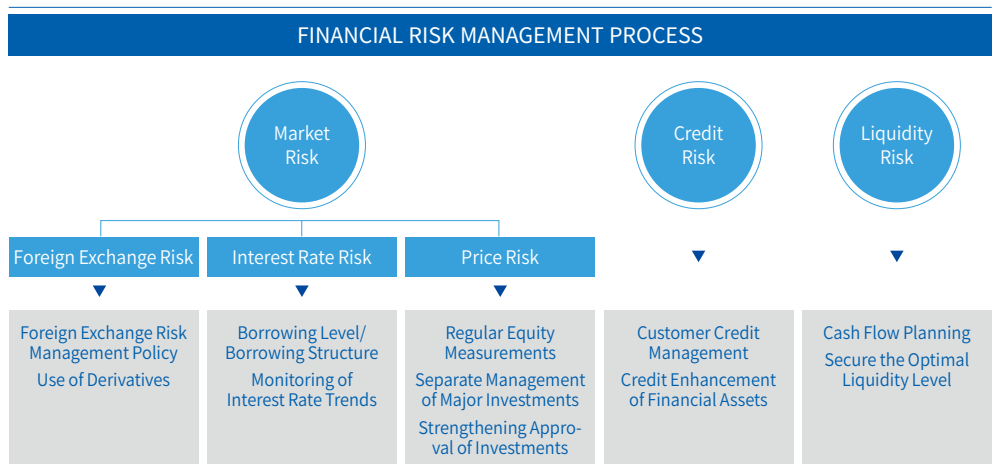 FINANCIAL RISK MANAGEMENT PROCESS
Market
Risk
Credit
Risk
Liquidity
Risk
Foreign Exchange Risk
Interest Rate Risk
Price Risk
Foreign Exchange Risk
Management Policy
Use of Derivatives
Borrowing Level/
Borrowing Structure
Monitoring of
Interest Rate Trends
Regular Equity
Measurements
Separate Management
of Major Investments
Strengthening Appro-
val of Investments
Customer Credit
Management
Credit Enhancement
of Financial Assets
Cash Flow Planning
Secure the Optimal
Liquidity Level